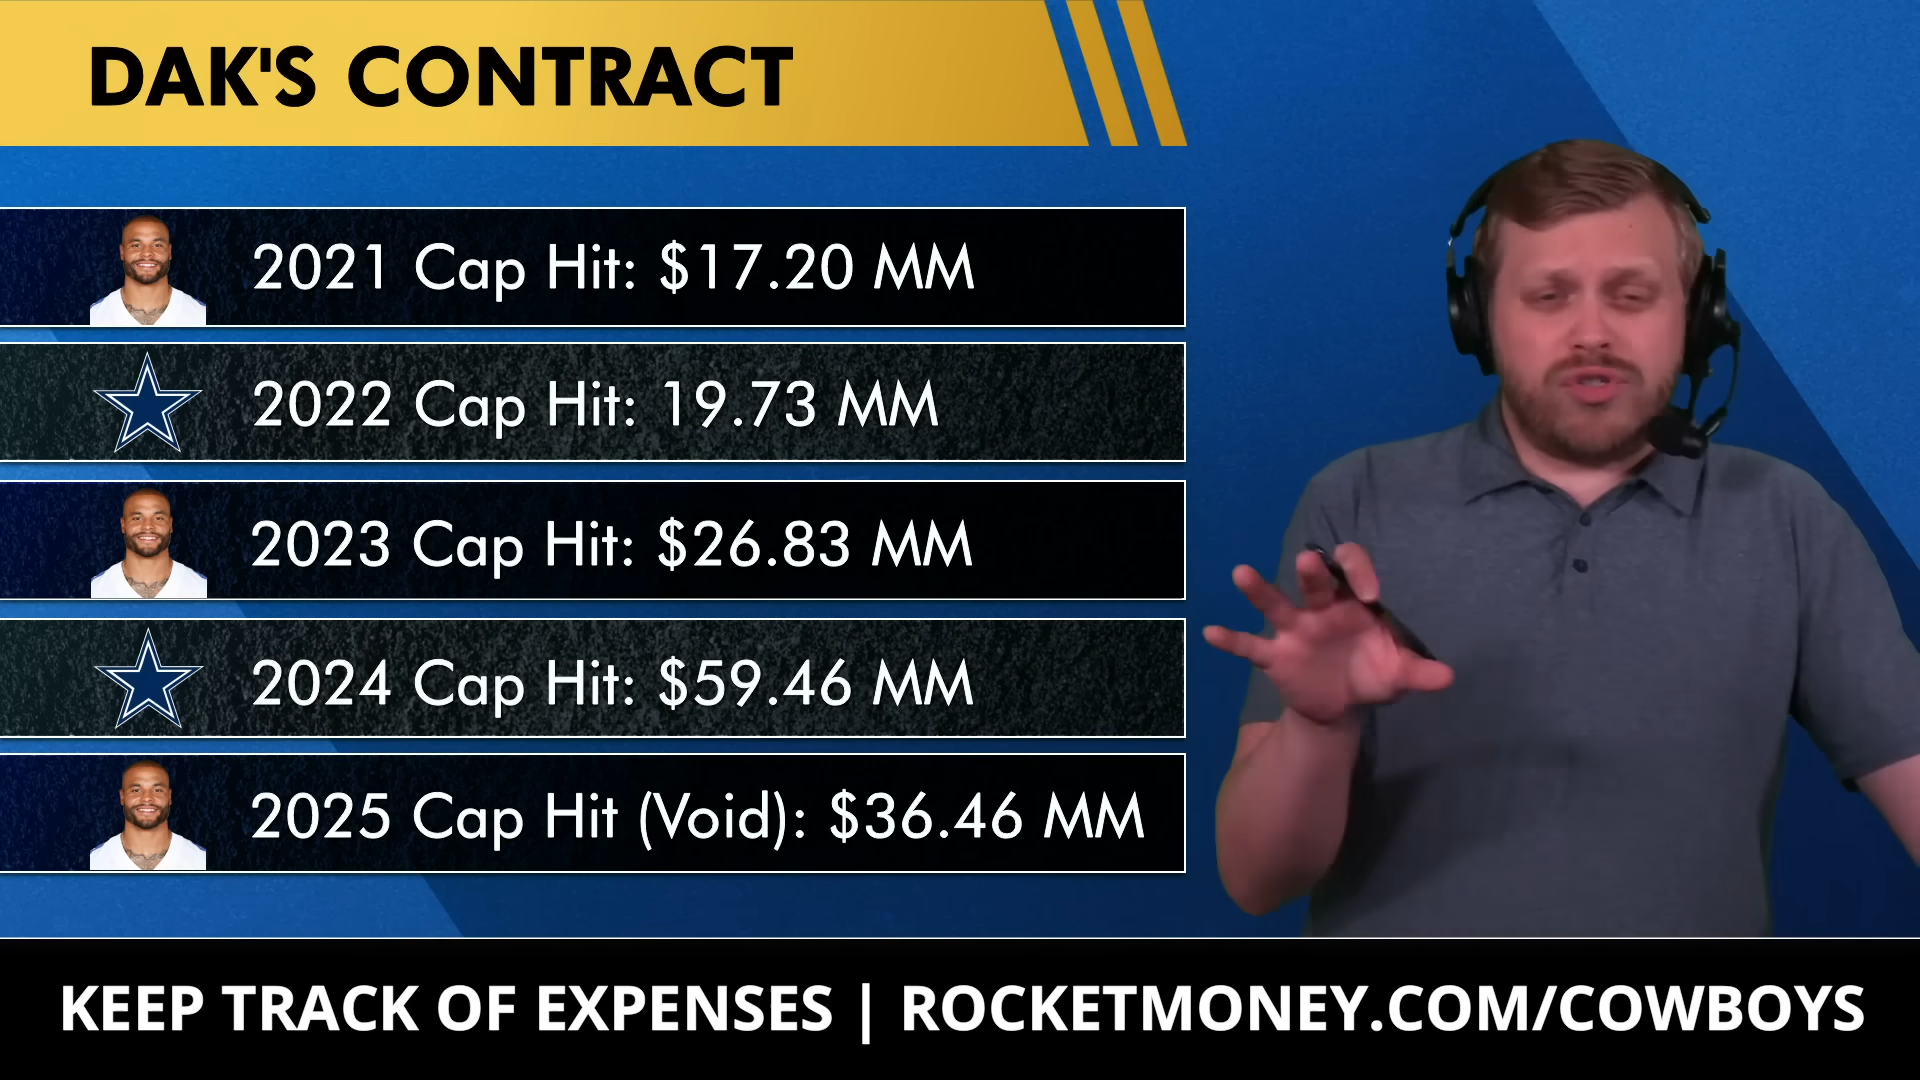 DAK'S CONTRACT
2021 Cap Hit: $17.20 MM
2022 Cap Hit: 19.73 MM
2023 Cap Hit: $26.83 MM
2024 Cap Hit: $59.46 MM
2025 Cap Hit (Void): $36.46 MM
KEEP TRACK OF EXPENSES | ROCKETMONEY.COM/COWBOYS